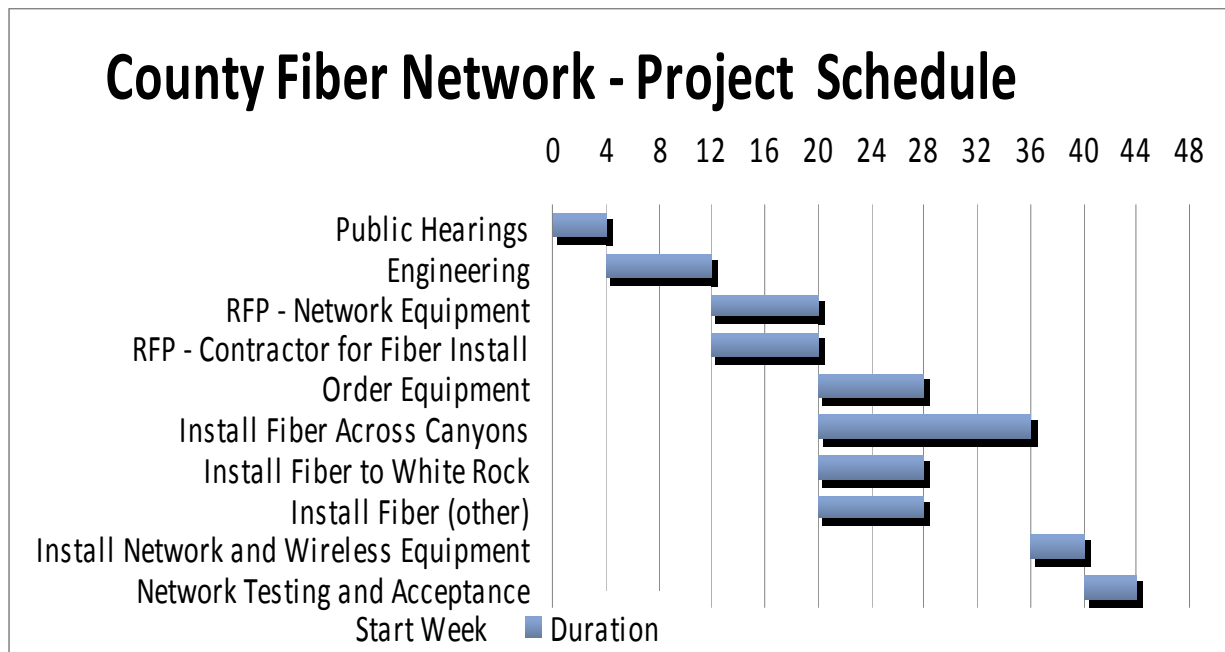 County Fiber Network - Project Schedule
0 4 8 12 16 20 24 28 32 36 40 44 48
Public Hearings
Engineering
RFP - Network Equipment
RFP - Contractor for Fiber Install
Order Equipment
Install Fiber Across Canyons
Install Fiber to White Rock
Install Fiber (other)
Install Network and Wireless Equipment
Network Testing and Acceptance
Start Week Duration